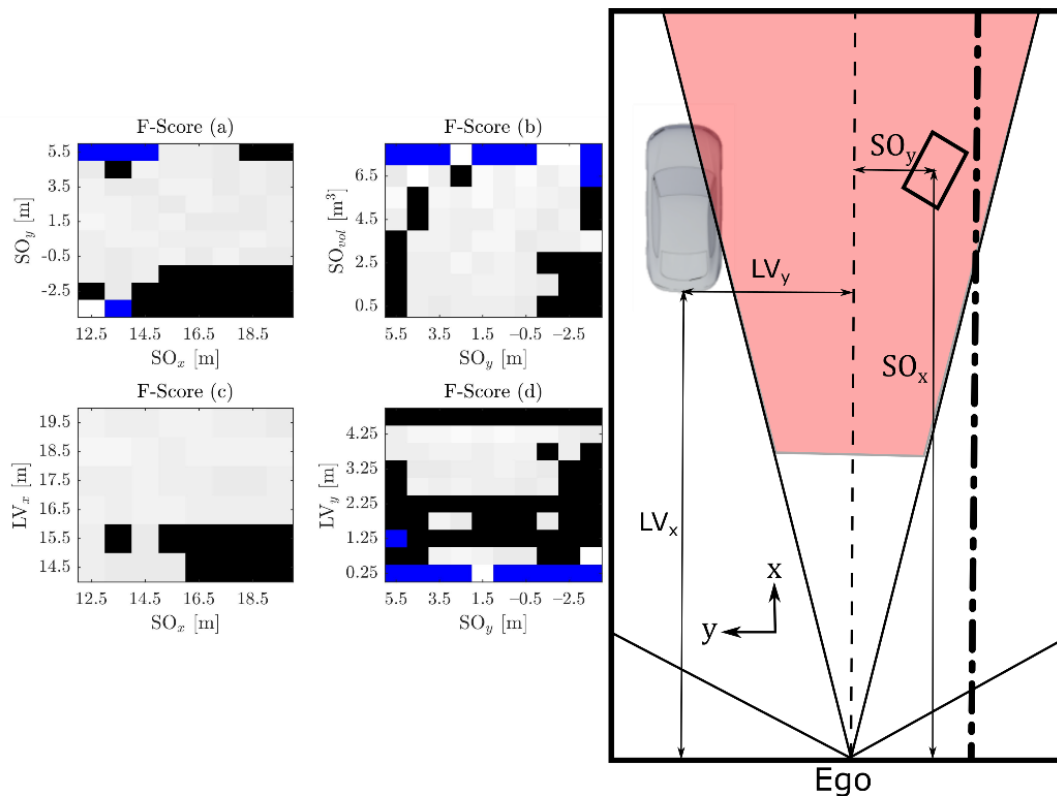 F-Score (a)
5.5
3.5
1.5
-0.5
-2.5
SO_y [m]
12.5 14.5 16.5 18.5
SO_x [m]
F-Score (b)
6.5
4.5
2.5
0.5
SO_vol [m³]
5.5 3.5 1.5 −0.5 −2.5
SO_y [m]
F-Score (c)
19.5
18.5
17.5
16.5
15.5
14.5
LV_x [m]
12.5 14.5 16.5 18.5
SO_x [m]
F-Score (d)
4.25
3.25
2.25
1.25
0.25
LV_y [m]
5.5 3.5 1.5 −0.5 −2.5
SO_y [m]
SO_y
LV_y
SO_x
LV_x
x
y
Ego